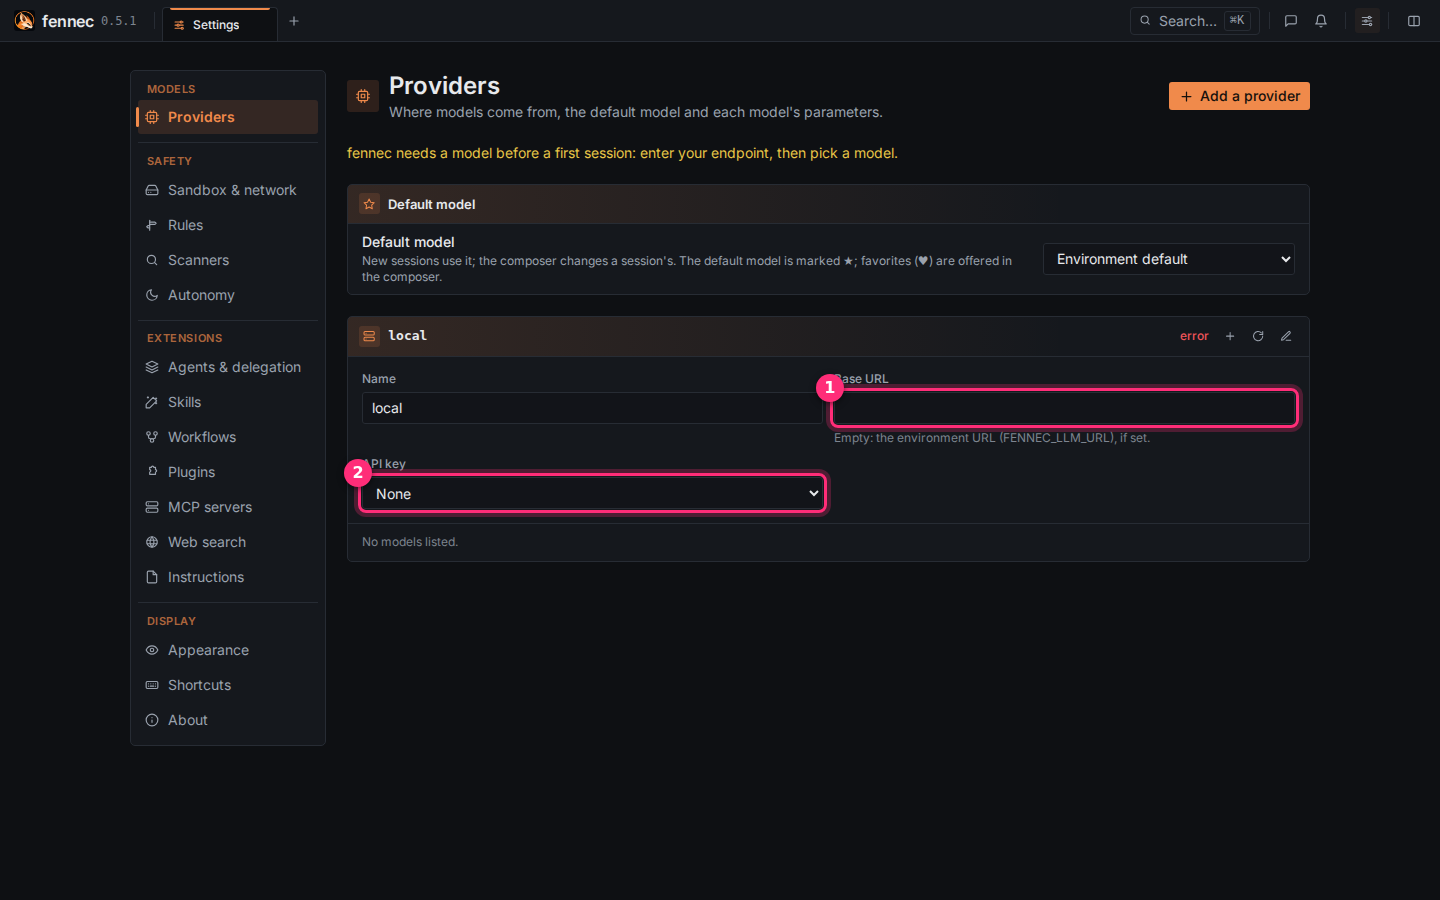 fennec 0.5.1
Settings
Search... ⌘K
MODELS
Providers
SAFETY
Sandbox & network
Rules
Scanners
Autonomy
EXTENSIONS
Agents & delegation
Skills
Workflows
Plugins
MCP servers
Web search
Instructions
DISPLAY
Appearance
Shortcuts
About
Providers
Where models come from, the default model and each model's parameters.
Add a provider
fennec needs a model before a first session: enter your endpoint, then pick a model.
Default model
Default model
New sessions use it; the composer changes a session's. The default model is marked ★; favorites (♥) are offered in
the composer.
Environment default
local
error
Name
local
1
Base URL
Empty: the environment URL (FENNEC_LLM_URL), if set.
2
API key
None
No models listed.